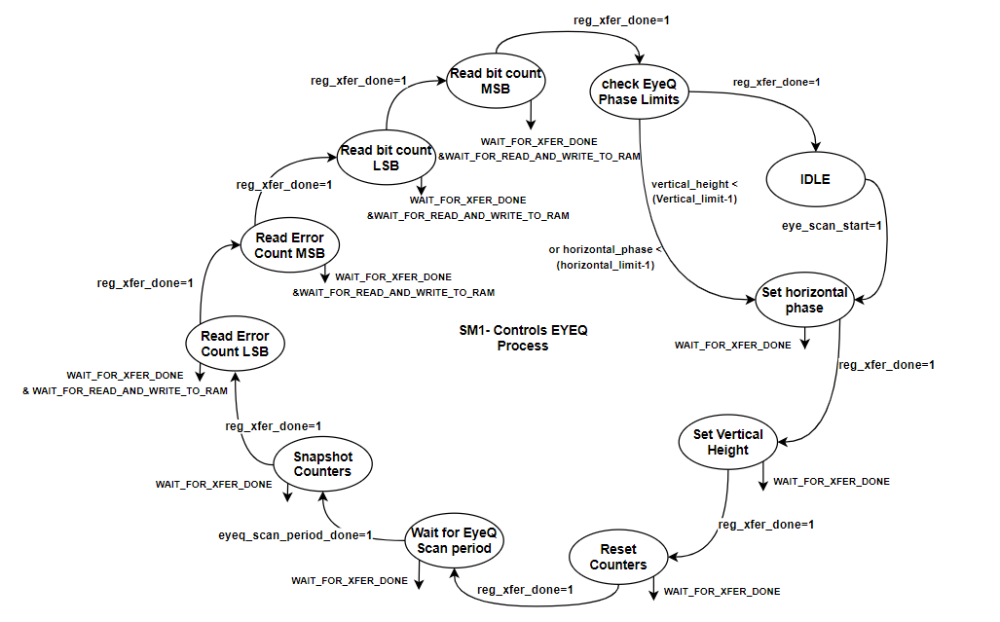 reg_xfer_done=1
Read bit count
MSB
reg_xfer_done=1
check EyeQ
Phase Limits
reg_xfer_done=1
WAIT_FOR_XFER_DONE
&WAIT_FOR_READ_AND_WRITE_TO_RAM
Read bit count
LSB
IDLE
vertical_height <
(Vertical_limit-1)
reg_xfer_done=1
WAIT_FOR_XFER_DONE
&WAIT_FOR_READ_AND_WRITE_TO_RAM
eye_scan_start=1
Read Error
Count MSB
or horizontal_phase <
(horizontal_limit-1)
WAIT_FOR_XFER_DONE
&WAIT_FOR_READ_AND_WRITE_TO_RAM
reg_xfer_done=1
Set horizontal
phase
SM1- Controls EYEQ
Process
Read Error
Count LSB
WAIT_FOR_XFER_DONE
reg_xfer_done=1
WAIT_FOR_XFER_DONE
& WAIT_FOR_READ_AND_WRITE_TO_RAM
reg_xfer_done=1
Set Vertical
Height
Snapshot
Counters
WAIT_FOR_XFER_DONE
WAIT_FOR_XFER_DONE
reg_xfer_done=1
eyeq_scan_period_done=1
Wait for EyeQ
Scan period
Reset
Counters
WAIT_FOR_XFER_DONE
reg_xfer_done=1
WAIT_FOR_XFER_DONE